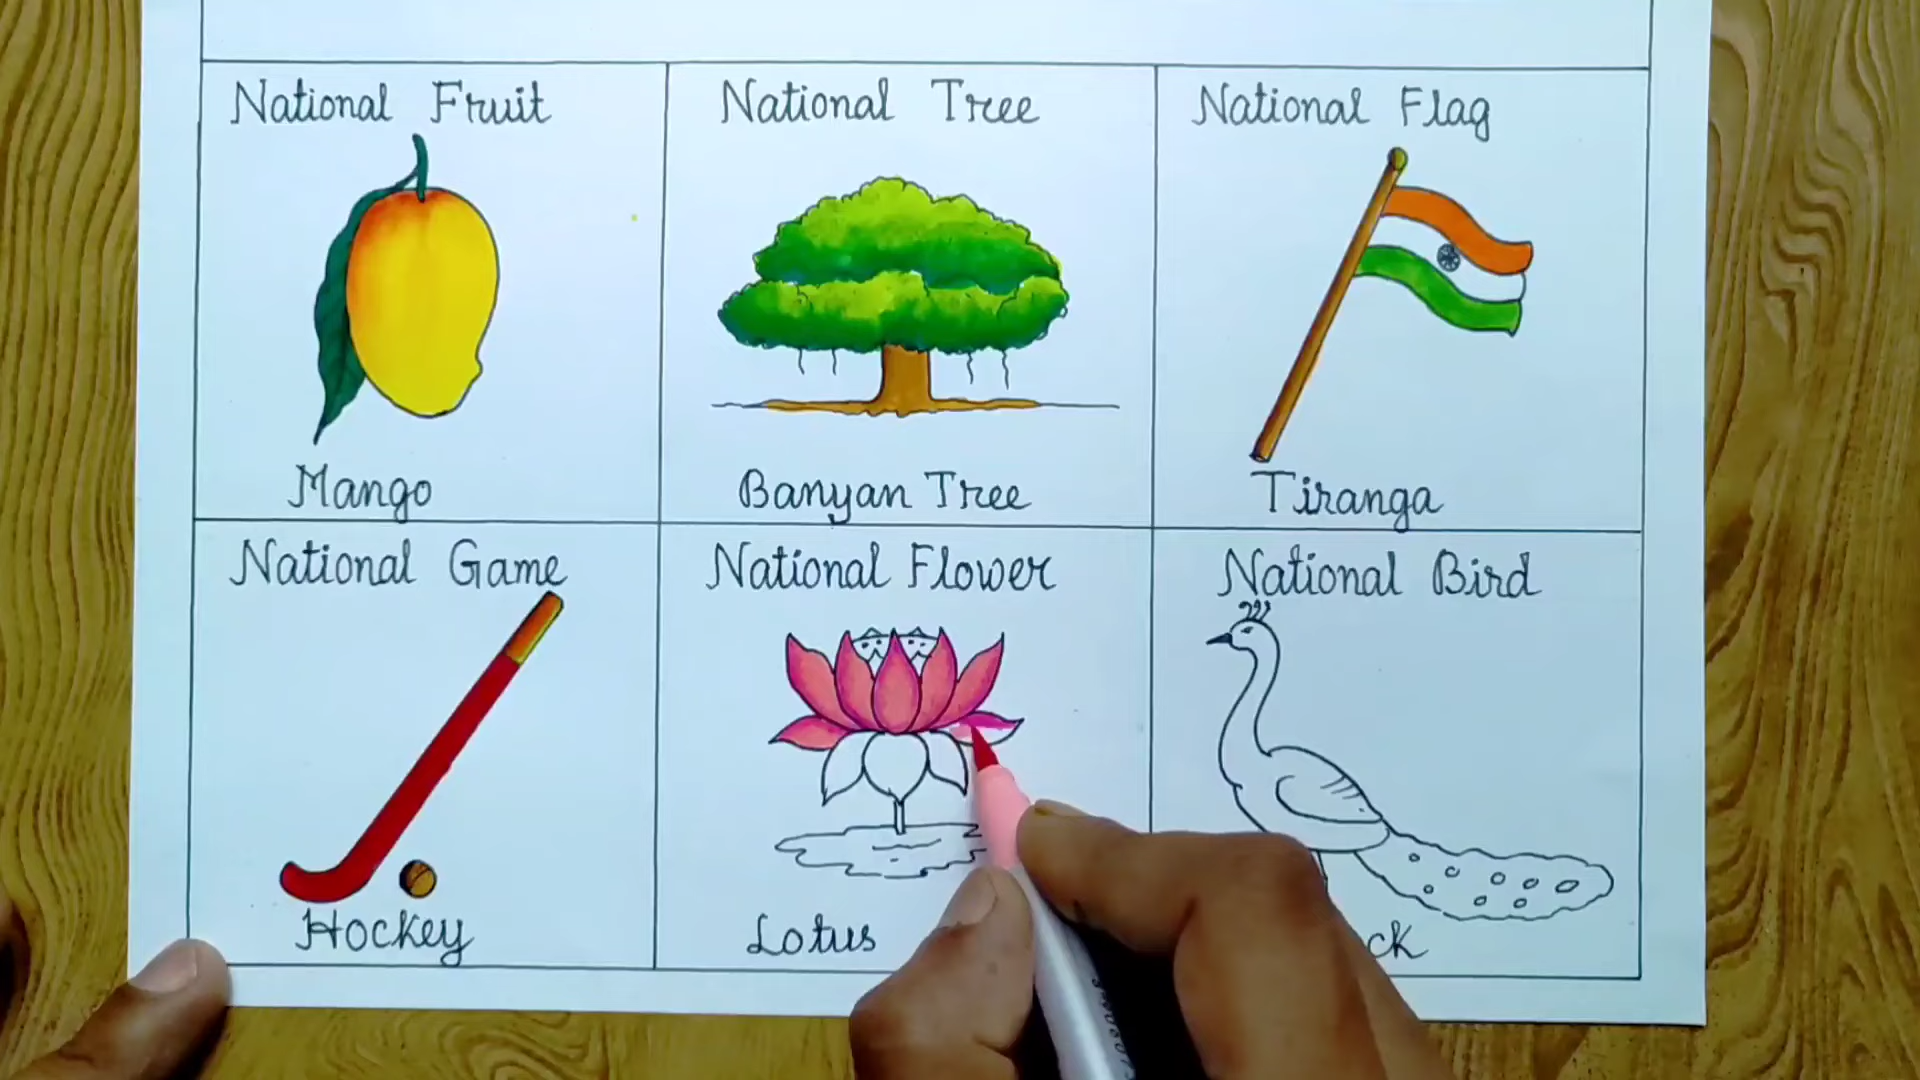 National Fruit
National Tree
National Flag
Mango
Banyan Tree
Tiranga
National Game
National Flower
National Bird
Hockey
Lotus